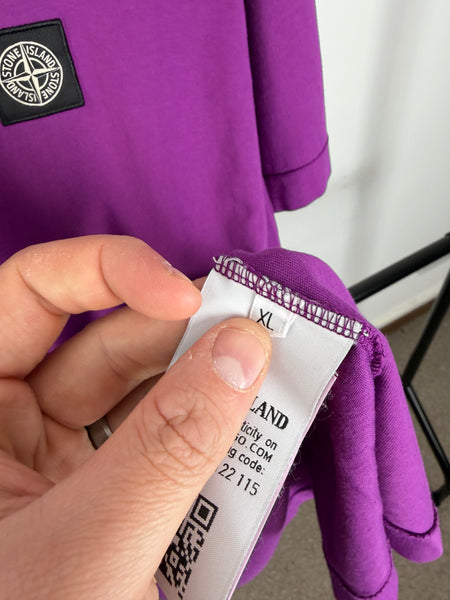 STONE ISLAND
STONE ISLAND
XL
LAND
ticity on
O.COM
g code:
22 115